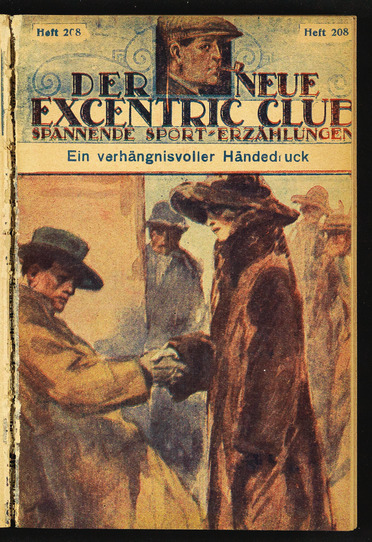 Heft 208 Heft 208
DER NEUE
EXCENTRIC CLUB
SPANNENDE SPORT-ERZÄHLUNGEN
Ein verhängnisvoller Händedruck